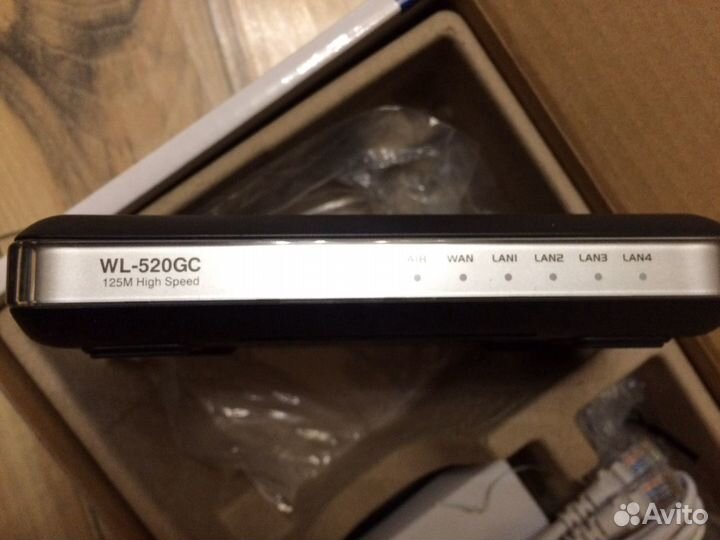 WL-520GC
125M High Speed
AIR WAN LAN1 LAN2 LAN3 LAN4
Avito